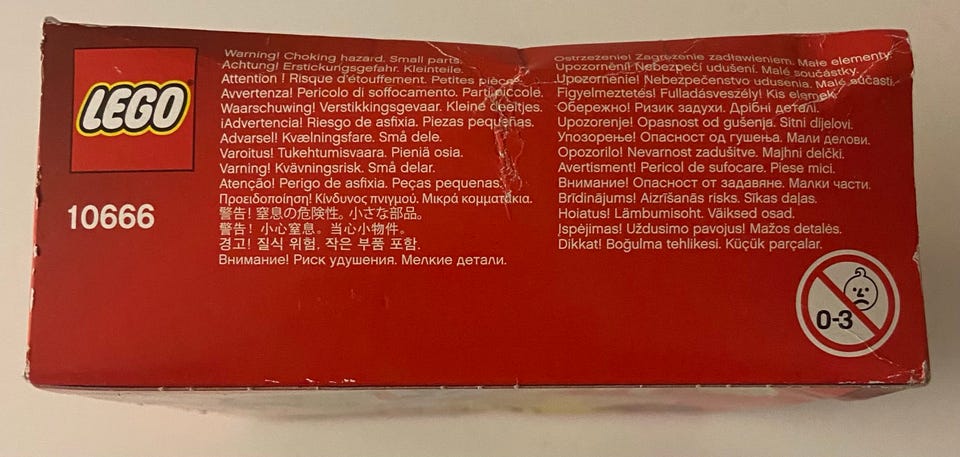 LEGO
10666
Warning! Choking hazard. Small parts.
Achtung! Erstickungsgefahr. Kleinteile.
Attention ! Risque d'étouffement. Petites pièces.
Avvertenza! Pericolo di soffocamento. Parti piccole.
Waarschuwing! Verstikkingsgevaar. Kleine deeltjes.
¡Advertencia! Riesgo de asfixia. Piezas pequeñas.
Advarsel! Kvælningsfare. Små dele.
Varoitus! Tukehtumisvaara. Pieniä osia.
Varning! Kvävningsrisk. Små delar.
Atenção! Perigo de asfixia. Peças pequenas.
Προειδοποίηση! Κίνδυνος πνιγμού. Μικρά κομματάκια.
警告! 窒息の危険性。小さな部品。
警告! 小心窒息。当心小物件。
경고! 질식 위험. 작은 부품 포함.
Внимание! Риск удушения. Мелкие детали.
Ostrzeżenie! Zagrożenie zadławieniem. Małe elementy.
Upozornění! Nebezpečí udušení. Malé součástky.
Upozornenie! Nebezpečenstvo udusenia. Malé súčasti.
Figyelmeztetés! Fulladásveszély! Kis elemek.
Обережно! Ризик задухи. Дрібні деталі.
Upozorenje! Opasnost od gušenja. Sitni dijelovi.
Упозорење! Опасност од гушења. Мали делови.
Opozorilo! Nevarnost zadušitve. Majhni delčki.
Avertisment! Pericol de sufocare. Piese mici.
Внимание! Опасност от задавяне. Малки части.
Brīdinājums! Aizrīšanās risks. Sīkas daļas.
Hoiatus! Lämbumisoht. Väiksed osad.
Įspėjimas! Uždusimo pavojus! Mažos detalės.
Dikkat! Boğulma tehlikesi. Küçük parçalar.
0-3